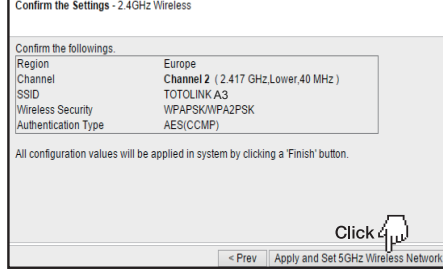 Confirm the Settings - 2.4GHz Wireless
Confirm the followings.
Region Europe
Channel Channel 2 ( 2.417 GHz,Lower,40 MHz )
SSID TOTOLINK A3
Wireless Security WPAPSK/WPA2PSK
Authentication Type AES(CCMP)
All configuration values will be applied in system by clicking a 'Finish' button.
Click
< Prev Apply and Set 5GHz Wireless Network